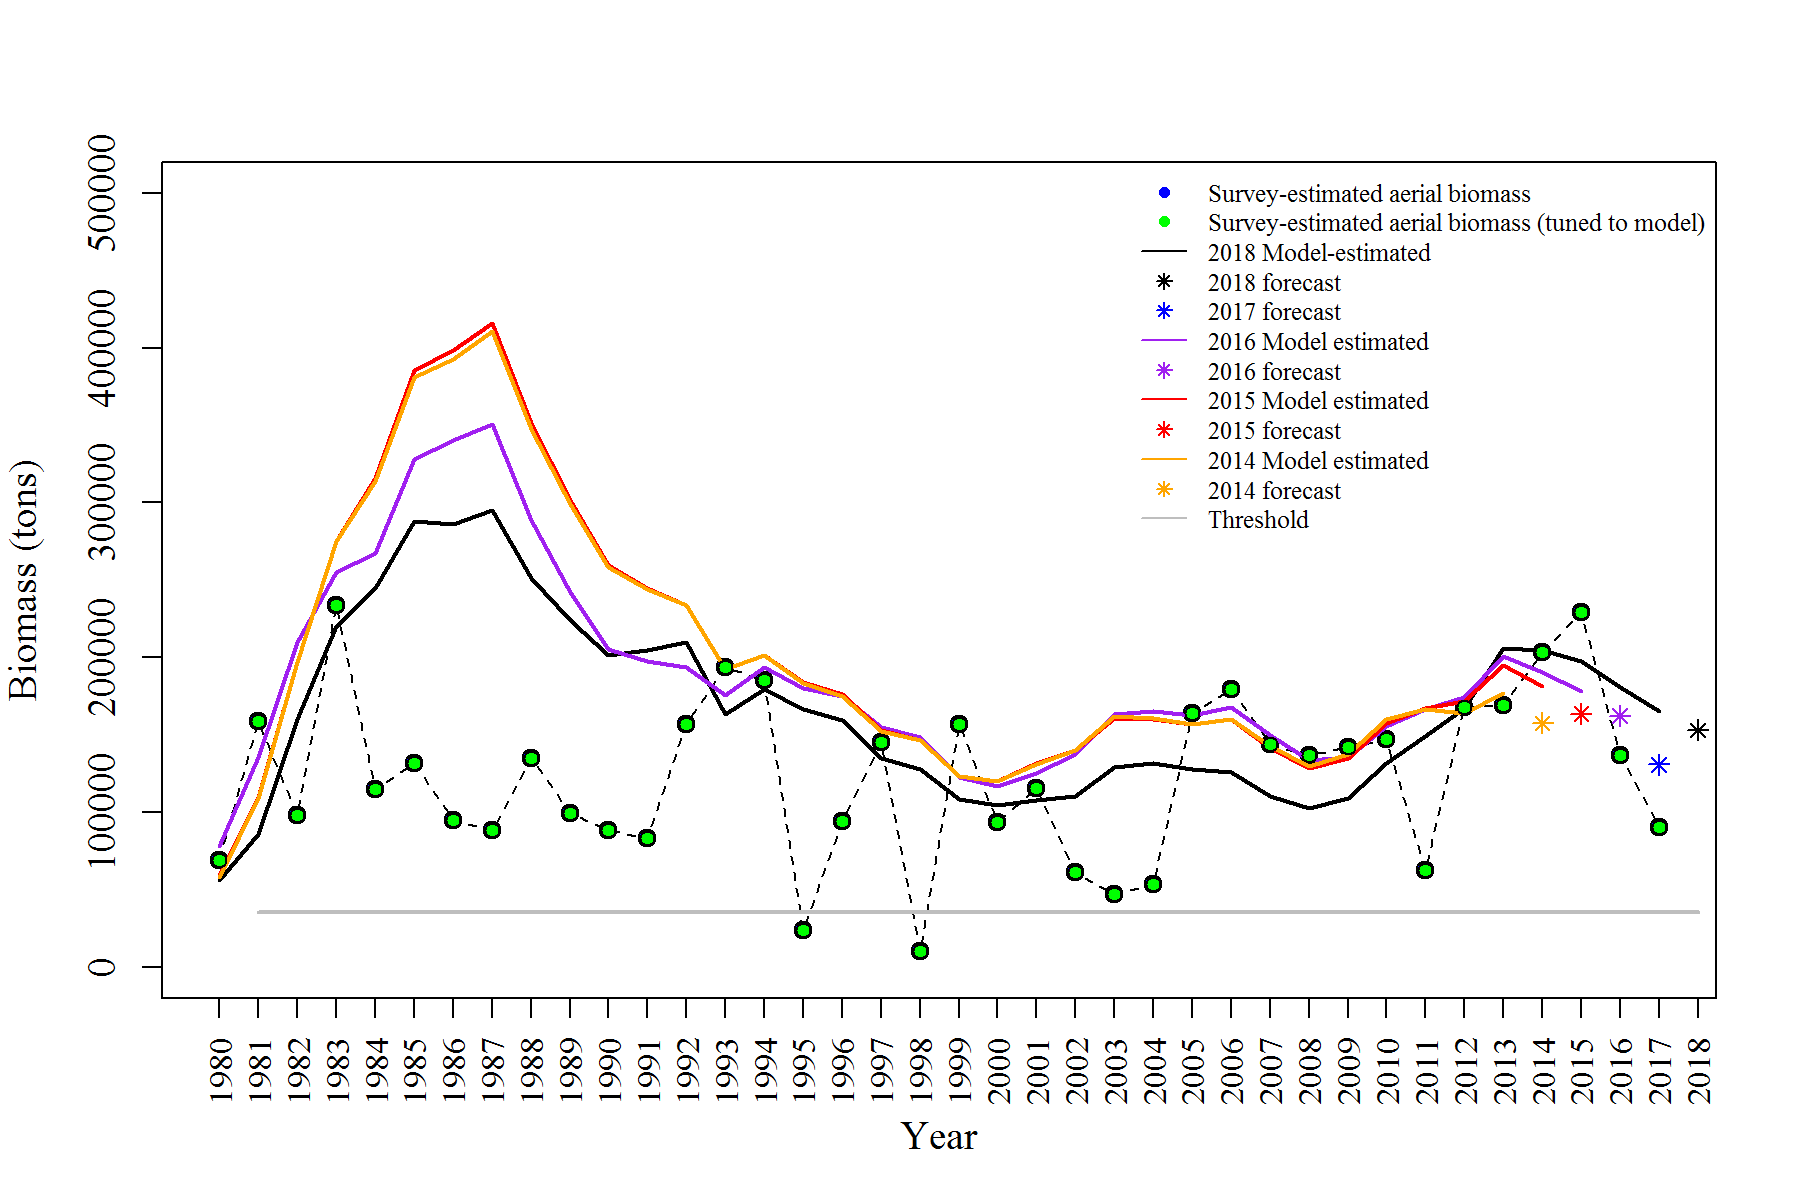 500000
400000
300000
200000
100000
0
Biomass (tons)
Survey-estimated aerial biomass
Survey-estimated aerial biomass (tuned to model)
2018 Model-estimated
2018 forecast
2017 forecast
2016 Model estimated
2016 forecast
2015 Model estimated
2015 forecast
2014 Model estimated
2014 forecast
Threshold
1980 1981 1982 1983 1984 1985 1986 1987 1988 1989 1990 1991 1992 1993 1994 1995 1996 1997 1998 1999 2000 2001 2002 2003 2004 2005 2006 2007 2008 2009 2010 2011 2012 2013 2014 2015 2016 2017 2018
Year